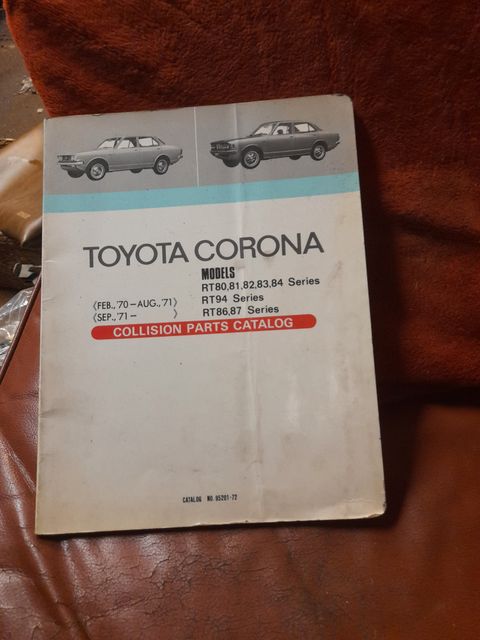 TOYOTA CORONA
MODELS
RT80,81,82,83,84 Series
(FEB.,'70-AUG.,'71) RT94 Series
(SEP.,'71- ) RT86,87 Series
COLLISION PARTS CATALOG
CATALOG NO. 95201-72